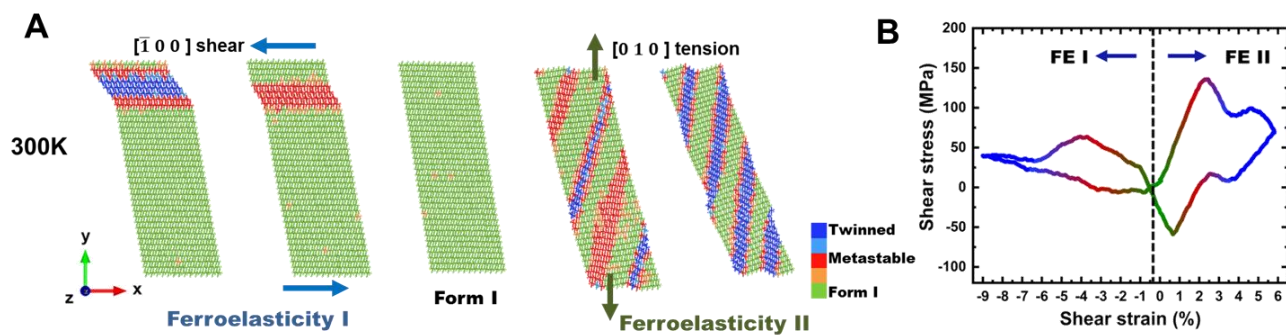 A
[1̄ 0 0] shear
[0 1 0] tension
300K
y
z
x
Form I
Ferroelasticity I
Ferroelasticity II
Twinned
Metastable
Form I
B
FE I
FE II
Shear stress (MPa)
200
150
100
50
0
-50
-100
-9 -8 -7 -6 -5 -4 -3 -2 -1 0 1 2 3 4 5 6
Shear strain (%)